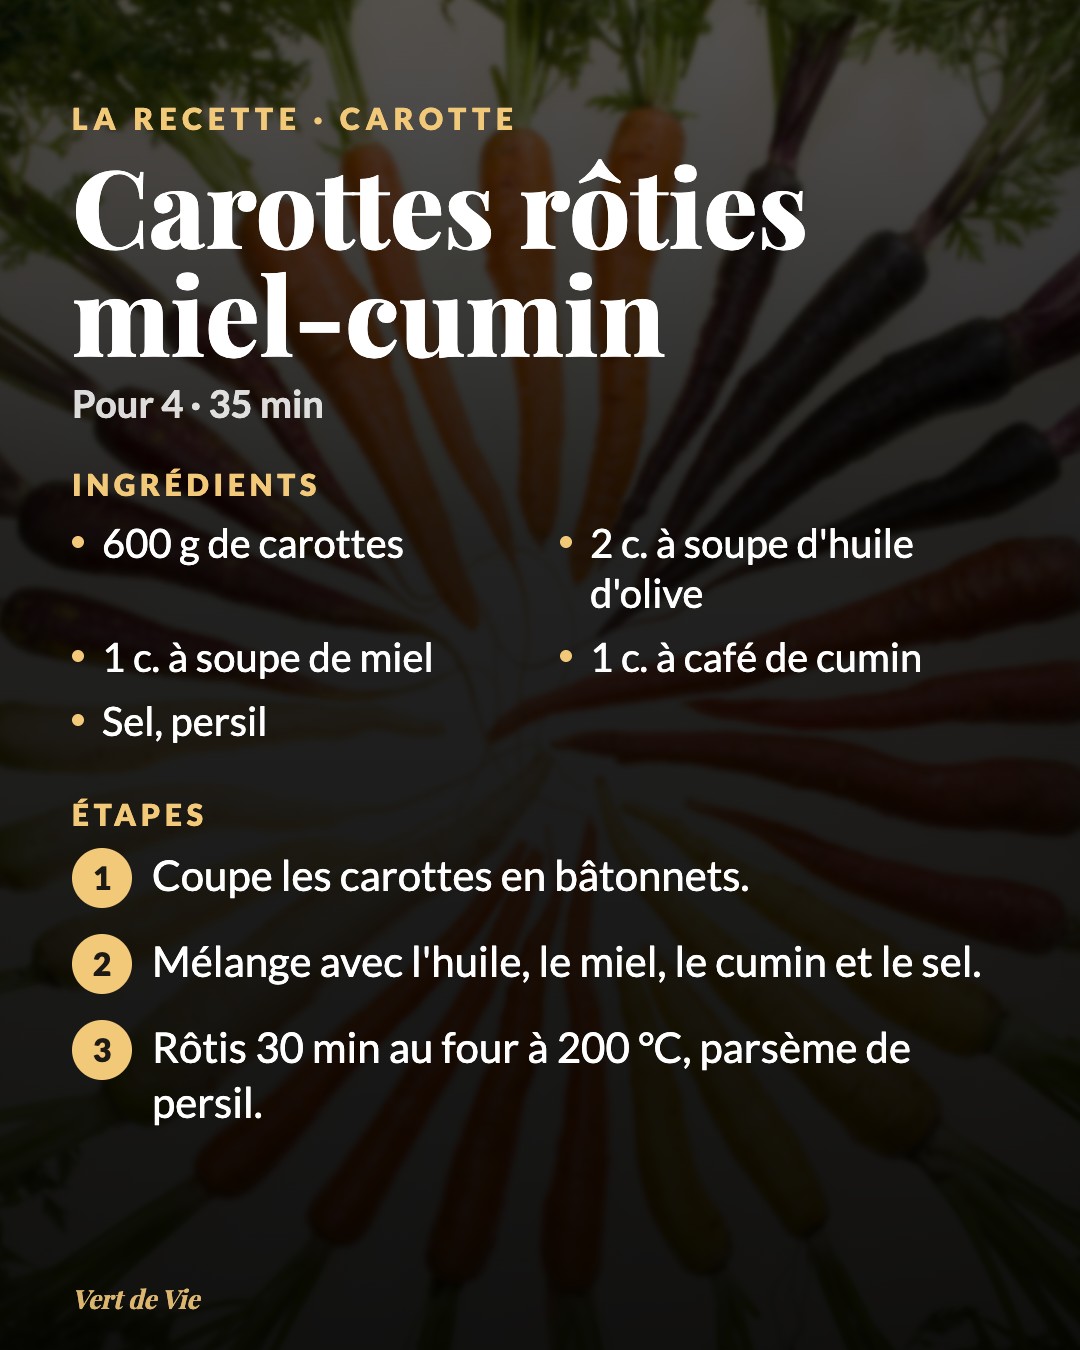 LA RECETTE · CAROTTE
Carottes rôties
miel-cumin
Pour 4 · 35 min
INGRÉDIENTS
• 600 g de carottes
• 2 c. à soupe d'huile
d'olive
• 1 c. à soupe de miel
• 1 c. à café de cumin
• Sel, persil
ÉTAPES
1 Coupe les carottes en bâtonnets.
2 Mélange avec l'huile, le miel, le cumin et le sel.
3 Rôtis 30 min au four à 200 °C, parsème de
persil.
Vert de Vie